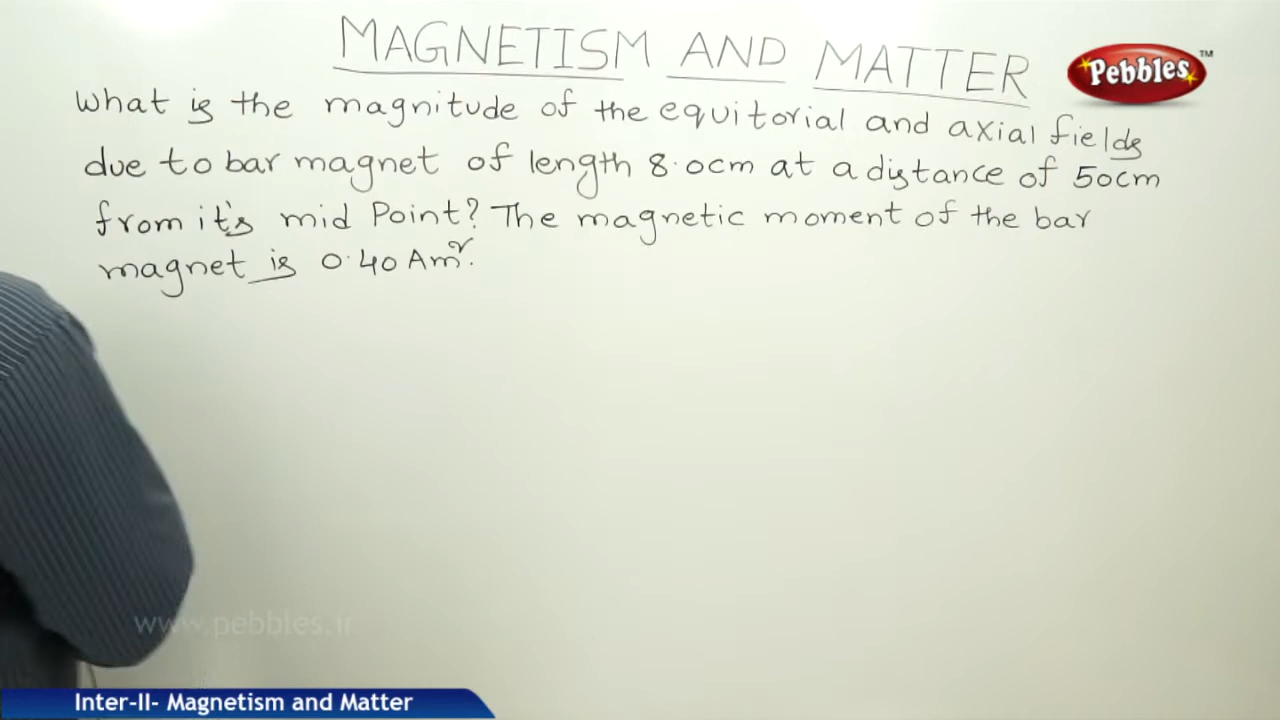 MAGNETISM AND MATTER
Pebbles TM
What is the magnitude of the equitorial and axial fields
due to bar magnet of length 8.0cm at a distance of 50cm
from it's mid Point? The magnetic moment of the bar
magnet is 0.40 Am².
www.pebbles.in
Inter-II- Magnetism and Matter